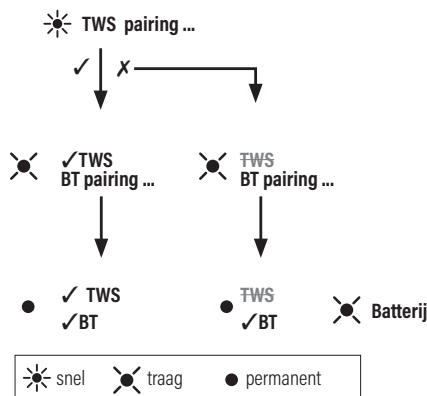 TWS pairing ...
✓ ✗
✓TWS TWS
BT pairing ... BT pairing ...
✓ TWS TWS
✓BT ✓BT Batterij
snel traag permanent